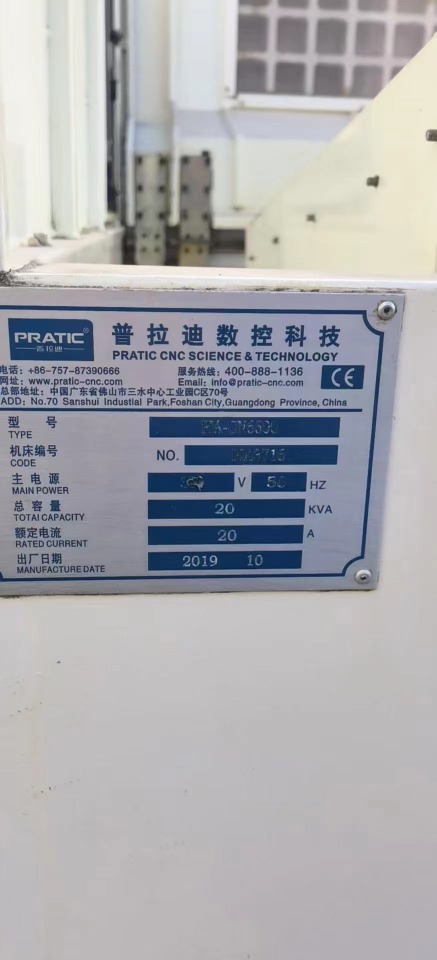 PRATIC®
普拉迪
普拉迪数控科技
PRATIC CNC SCIENCE & TECHNOLOGY
电话: +86-757-87390666 服务热线: 400-888-1136
网址: www.pratic-cnc.com Email: info@pratic-cnc.com
CE
总部地址: 中国广东省佛山市三水中心工业园C区70号
ADD: No.70 Sanshui Industial Park,Foshan City,Guangdong Province, China
型 号
TYPE
机床编号 NO.
CODE
主电源 V 50 HZ
MAIN POWER
总容量 20 KVA
TOTAL CAPACITY
额定电流 20 A
RATED CURRENT
出厂日期 2019 10
MANUFACTURE DATE